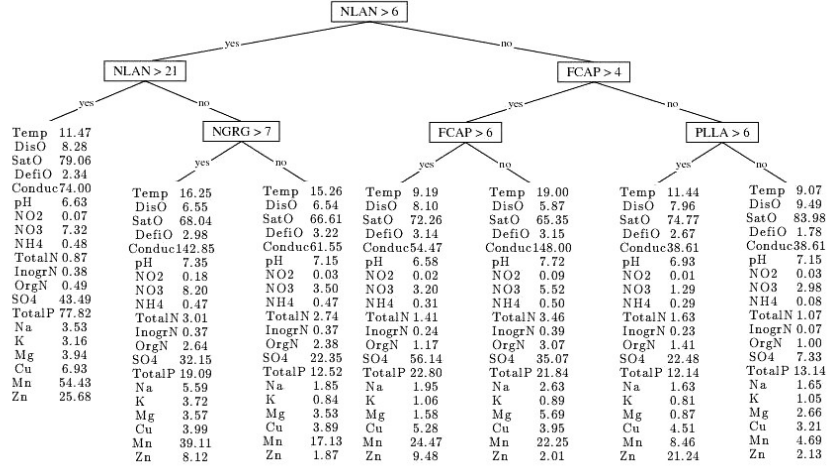 NLAN > 6
yes
no
NLAN > 21
FCAP > 4
yes
no
yes
no
NGRG > 7
FCAP > 6
PLLA > 6
yes
no
yes
no
yes
no
Temp 11.47
DisO 8.28
SatO 79.06
DefiO 2.34
Conduc 74.00
pH 6.63
NO2 0.07
NO3 7.32
NH4 0.48
TotalN 0.87
InogrN 0.38
OrgN 0.49
SO4 43.49
TotalP 77.82
Na 3.53
K 3.16
Mg 3.94
Cu 6.93
Mn 54.43
Zn 25.68
Temp 16.25
DisO 6.55
SatO 68.04
DefiO 2.98
Conduc 142.85
pH 7.35
NO2 0.18
NO3 8.20
NH4 0.47
TotalN 3.01
InogrN 0.37
OrgN 2.64
SO4 32.15
TotalP 19.09
Na 5.59
K 3.72
Mg 3.57
Cu 3.99
Mn 39.11
Zn 8.12
Temp 15.26
DisO 6.54
SatO 66.61
DefiO 3.22
Conduc 61.55
pH 7.15
NO2 0.03
NO3 3.50
NH4 0.47
TotalN 2.74
InogrN 0.37
OrgN 2.38
SO4 22.35
TotalP 12.52
Na 1.85
K 0.84
Mg 3.53
Cu 3.89
Mn 17.13
Zn 1.87
Temp 9.19
DisO 8.10
SatO 72.26
DefiO 3.14
Conduc 54.47
pH 6.58
NO2 0.02
NO3 3.20
NH4 0.31
TotalN 1.41
InogrN 0.24
OrgN 1.17
SO4 56.14
TotalP 22.80
Na 1.95
K 1.06
Mg 1.58
Cu 5.28
Mn 24.47
Zn 9.48
Temp 19.00
DisO 5.87
SatO 65.35
DefiO 3.15
Conduc 148.00
pH 7.72
NO2 0.09
NO3 5.52
NH4 0.50
TotalN 3.46
InogrN 0.39
OrgN 3.07
SO4 35.07
TotalP 21.84
Na 2.63
K 0.89
Mg 5.69
Cu 3.95
Mn 22.25
Zn 2.01
Temp 11.44
DisO 7.96
SatO 74.77
DefiO 2.67
Conduc 38.61
pH 6.93
NO2 0.01
NO3 1.29
NH4 0.29
TotalN 1.63
InogrN 0.23
OrgN 1.41
SO4 22.48
TotalP 12.14
Na 1.63
K 0.81
Mg 0.87
Cu 4.51
Mn 8.46
Zn 21.24
Temp 9.07
DisO 9.49
SatO 83.98
DefiO 1.78
Conduc 38.61
pH 7.15
NO2 0.03
NO3 2.98
NH4 0.08
TotalN 1.07
InogrN 0.07
OrgN 1.00
SO4 7.33
TotalP 13.14
Na 1.65
K 1.05
Mg 2.66
Cu 3.21
Mn 4.69
Zn 2.13